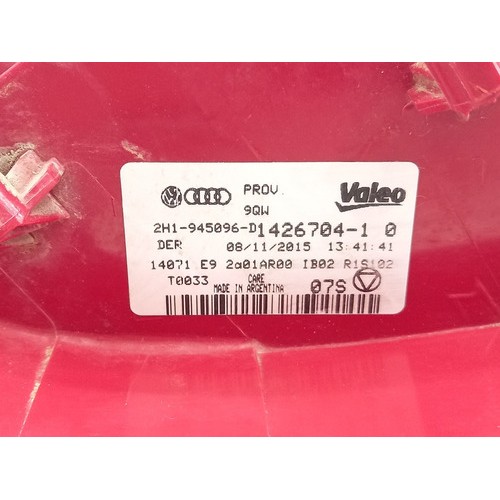 PROV. Valeo
9QW
2H1-945096-D1426704-1 0
DER 08/11/2015 13:41:41
14071 E9 2a01AR00 IB02 R1S102
T0033 CARE 07S
MADE IN ARGENTINA